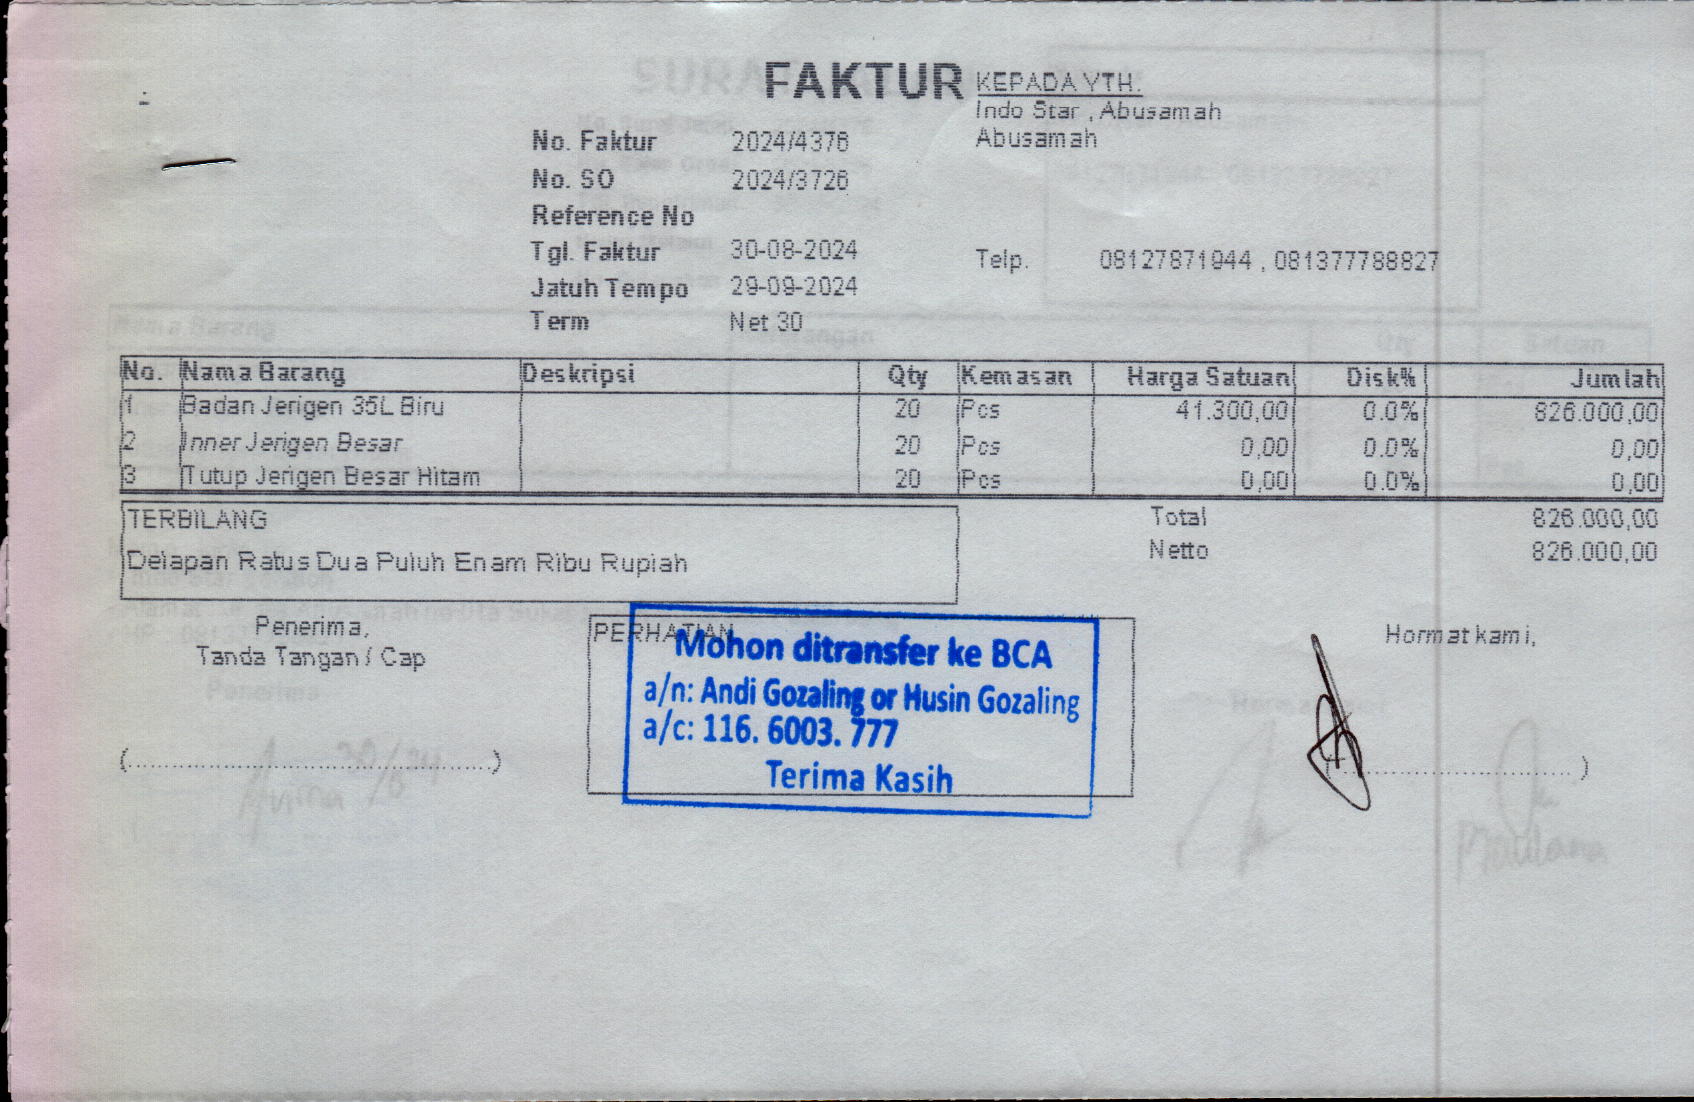 FAKTUR
KEPADA YTH.
Indo Star , Abusamah
Abusamah
No. Faktur 2024/4376
No. SO 2024/3726
Reference No
Tgl. Faktur 30-08-2024
Telp. 08127871944 , 081377788827
Jatuh Tempo 29-09-2024
Term Net 30
No. Nama Barang Deskripsi Qty Kemasan Harga Satuan Disk% Jumlah
1 Badan Jerigen 35L Biru 20 Pcs 41.300,00 0.0% 826.000,00
2 Inner Jerigen Besar 20 Pcs 0,00 0.0% 0,00
3 Tutup Jerigen Besar Hitam 20 Pcs 0,00 0.0% 0,00
TERBILANG
Delapan Ratus Dua Puluh Enam Ribu Rupiah
Total 826.000,00
Netto 826.000,00
Penerima,
Tanda Tangan / Cap
(..................................................)
PERHATIAN
Mohon ditransfer ke BCA
a/n: Andi Gozaling or Husin Gozaling
a/c: 116. 6003. 777
Terima Kasih
Hormat kami,
(..................................)